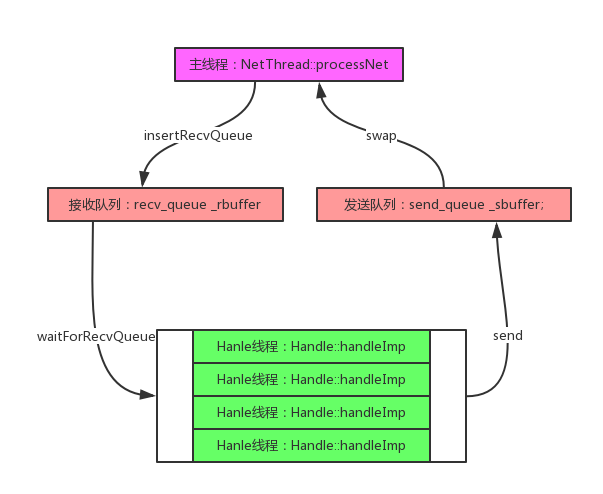 主线程：NetThread::processNet
insertRecvQueue
swap
接收队列：recv_queue _rbuffer
发送队列：send_queue _sbuffer;
waitForRecvQueue
send
Hanle线程：Handle::handleImp
Hanle线程：Handle::handleImp
Hanle线程：Handle::handleImp
Hanle线程：Handle::handleImp